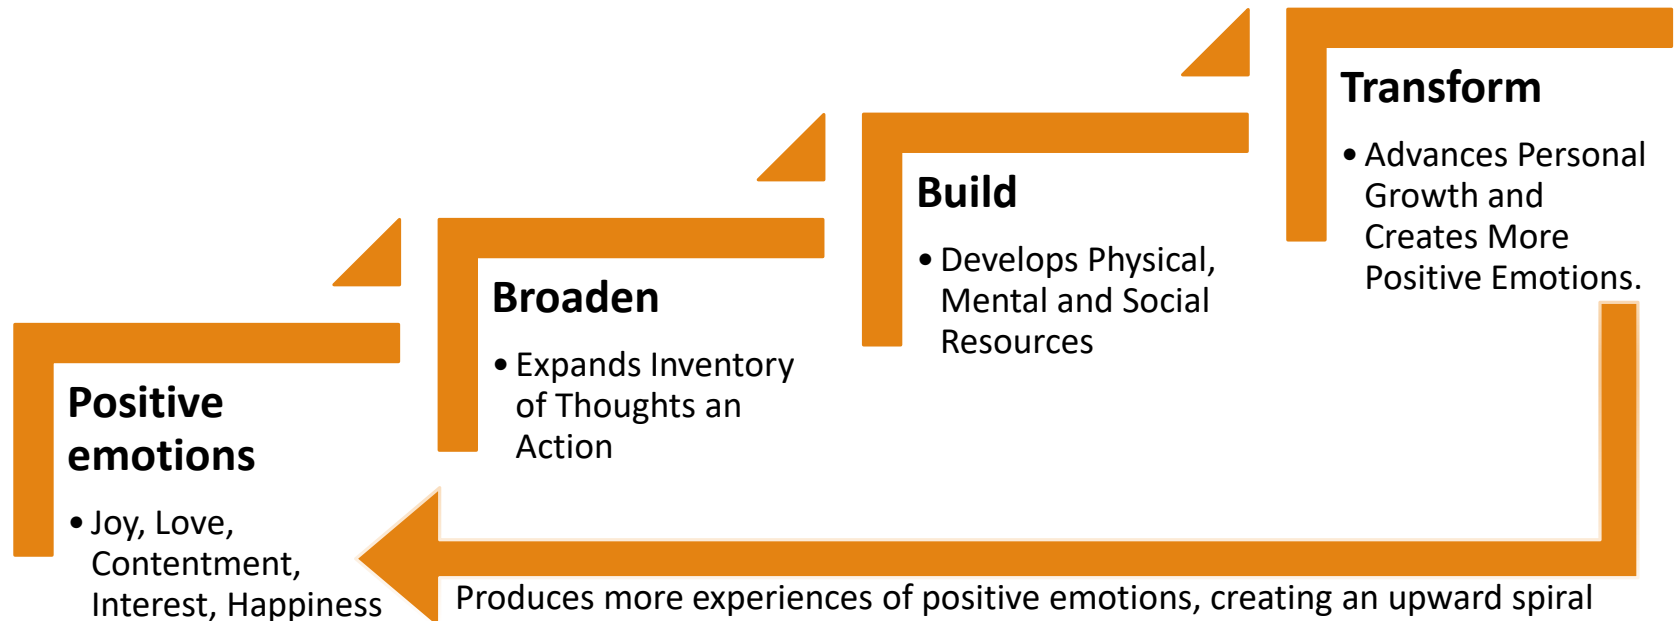 Positive
emotions
• Joy, Love,
Contentment,
Interest, Happiness
Broaden
• Expands Inventory
of Thoughts an
Action
Build
• Develops Physical,
Mental and Social
Resources
Transform
• Advances Personal
Growth and
Creates More
Positive Emotions.
Produces more experiences of positive emotions, creating an upward spiral